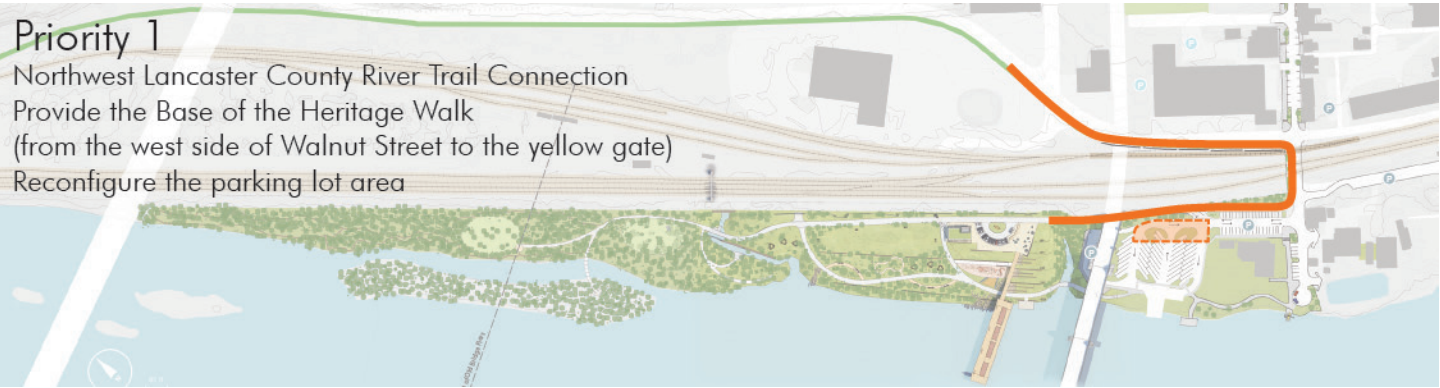 Priority 1
Northwest Lancaster County River Trail Connection
Provide the Base of the Heritage Walk
(from the west side of Walnut Street to the yellow gate)
Reconfigure the parking lot area
P
P
P
P
P
P